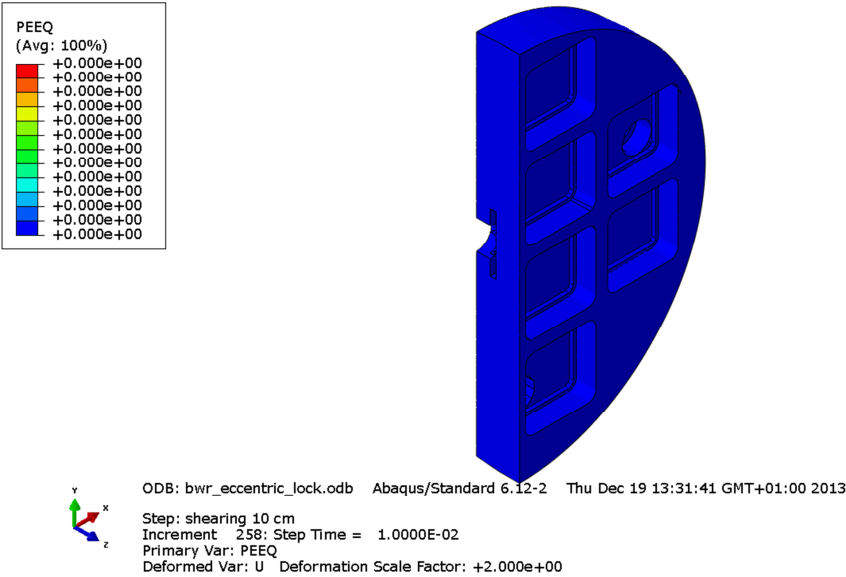 PEEQ
(Avg: 100%)
+0.000e+00
+0.000e+00
+0.000e+00
+0.000e+00
+0.000e+00
+0.000e+00
+0.000e+00
+0.000e+00
+0.000e+00
+0.000e+00
+0.000e+00
+0.000e+00
+0.000e+00
Y
X
Z
ODB: bwr_eccentric_lock.odb Abaqus/Standard 6.12-2 Thu Dec 19 13:31:41 GMT+01:00 2013
Step: shearing 10 cm
Increment 258: Step Time = 1.0000E-02
Primary Var: PEEQ
Deformed Var: U Deformation Scale Factor: +2.000e+00